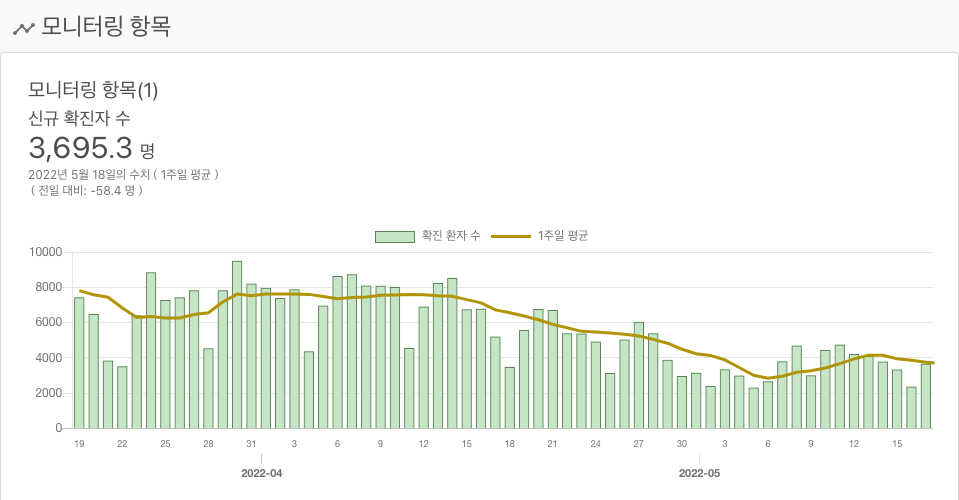 모니터링 항목
모니터링 항목(1)
신규 확진자 수
3,695.3 명
2022년 5월 18일의 수치 ( 1주일 평균 )
( 전일 대비: -58.4 명 )
확진 환자 수 1주일 평균
10000
8000
6000
4000
2000
0
19 22 25 28 31 3 6 9 12 15 18 21 24 27 30 3 6 9 12 15
2022-04 2022-05